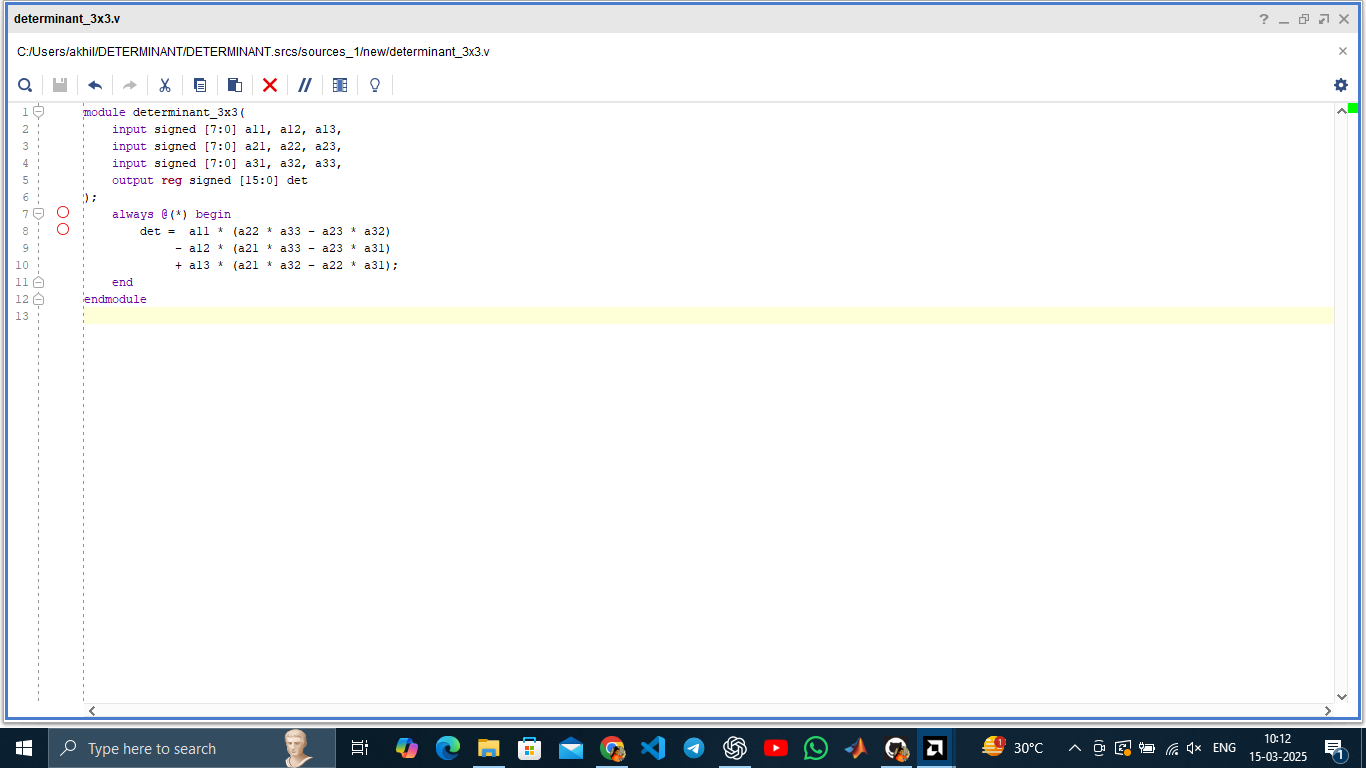 determinant_3x3.v
C:/Users/akhil/DETERMINANT/DETERMINANT.srcs/sources_1/new/determinant_3x3.v
1 module determinant_3x3(
2     input signed [7:0] a11, a12, a13,
3     input signed [7:0] a21, a22, a23,
4     input signed [7:0] a31, a32, a33,
5     output reg signed [15:0] det
6 );
7     always @(*) begin
8         det =  a11 * (a22 * a33 - a23 * a32)
9              - a12 * (a21 * a33 - a23 * a31)
10              + a13 * (a21 * a32 - a22 * a31);
11     end
12 endmodule
13
Type here to search
1
30°C
ENG
10:12
15-03-2025
1